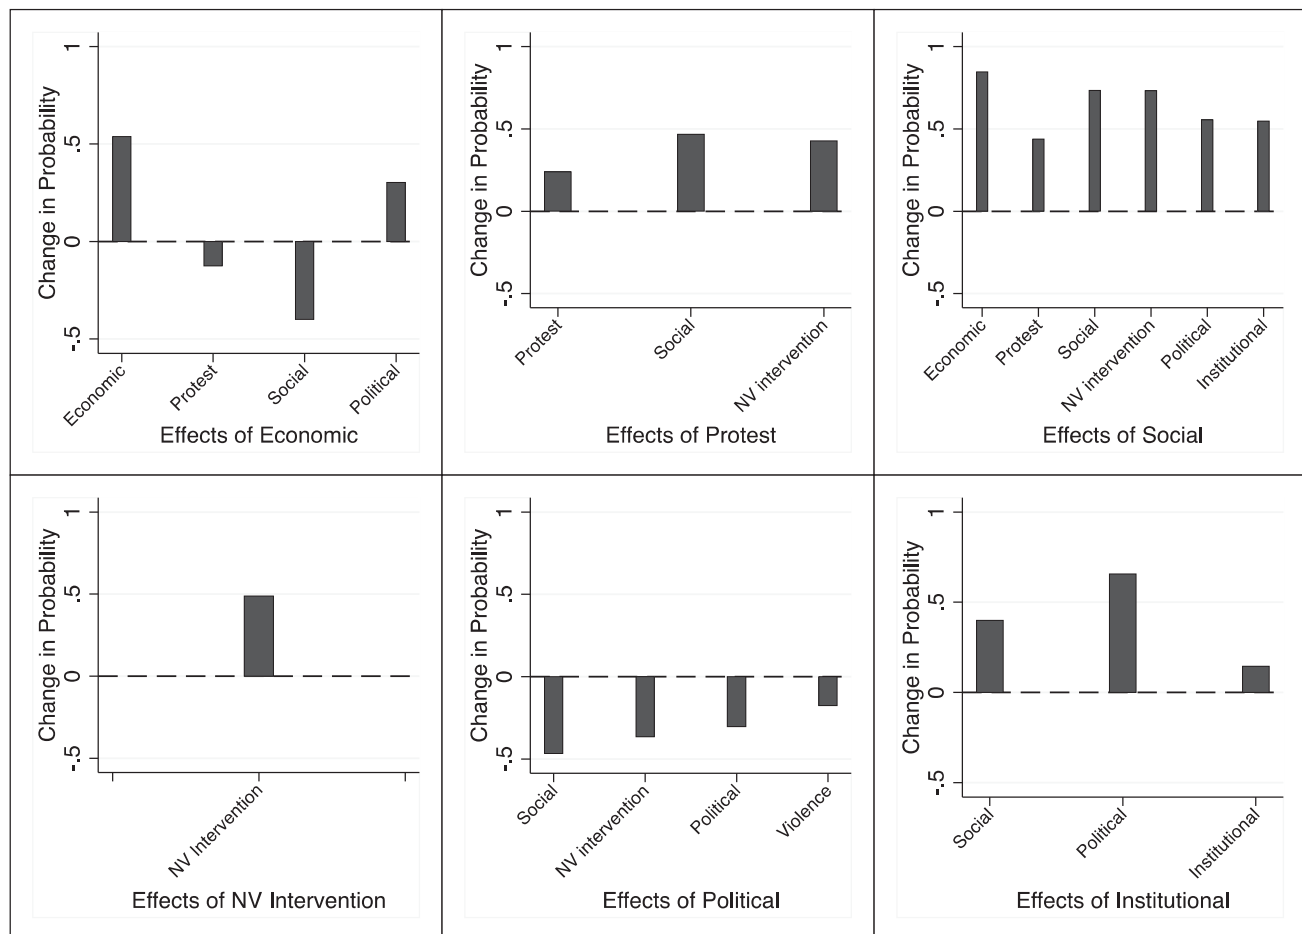 Change in Probability
1
.5
0
-.5
Economic
Protest
Social
Political
Effects of Economic
Change in Probability
1
.5
0
-.5
Protest
Social
NV intervention
Effects of Protest
Change in Probability
1
.5
0
-.5
Economic
Protest
Social
NV intervention
Political
Institutional
Effects of Social
Change in Probability
1
.5
0
-.5
NV Intervention
Effects of NV Intervention
Change in Probability
1
.5
0
-.5
Social
NV intervention
Political
Violence
Effects of Political
Change in Probability
1
.5
0
-.5
Social
Political
Institutional
Effects of Institutional